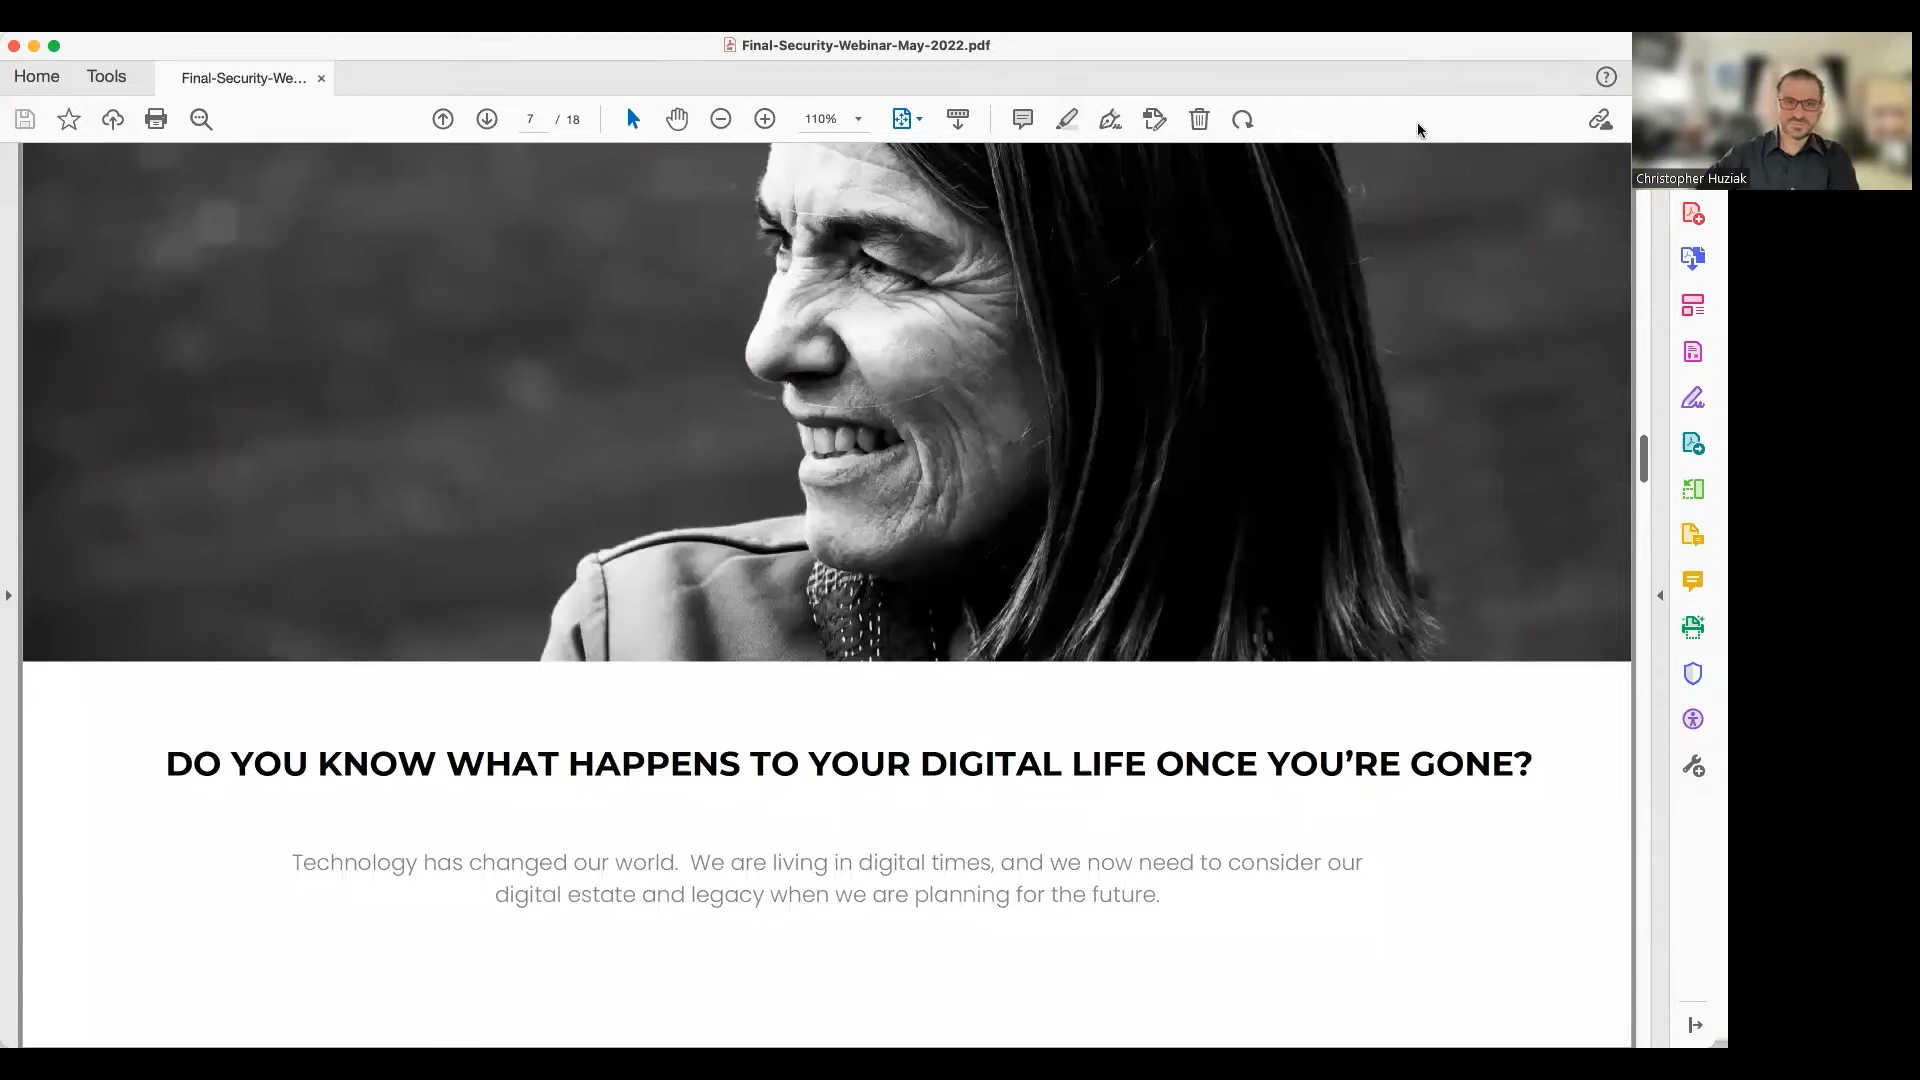 Final-Security-Webinar-May-2022.pdf
Home Tools Final-Security-We... ×
7 / 18 110%
Christopher Huziak
DO YOU KNOW WHAT HAPPENS TO YOUR DIGITAL LIFE ONCE YOU’RE GONE?
Technology has changed our world. We are living in digital times, and we now need to consider our
digital estate and legacy when we are planning for the future.